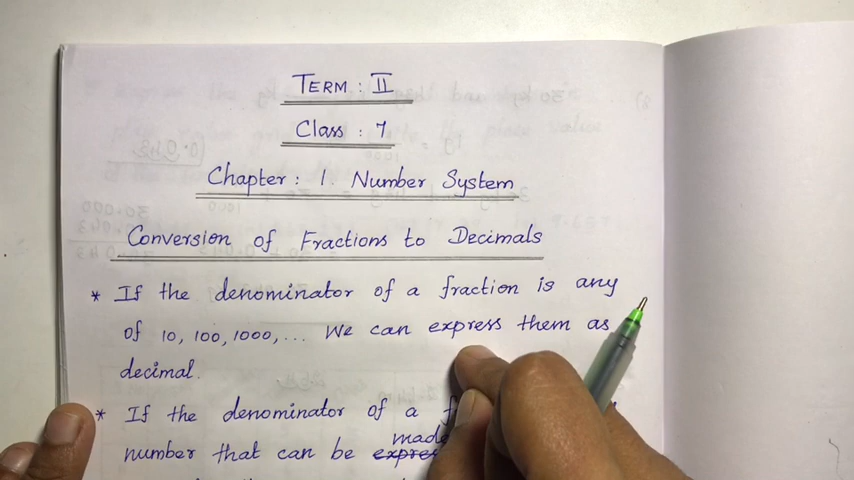 TERM : II
Class : 7
Chapter : 1. Number System
Conversion of Fractions to Decimals
* If the denominator of a fraction is any
of 10, 100, 1000, ... We can express them as
decimal.
* If the denominator of a
made
number that can be